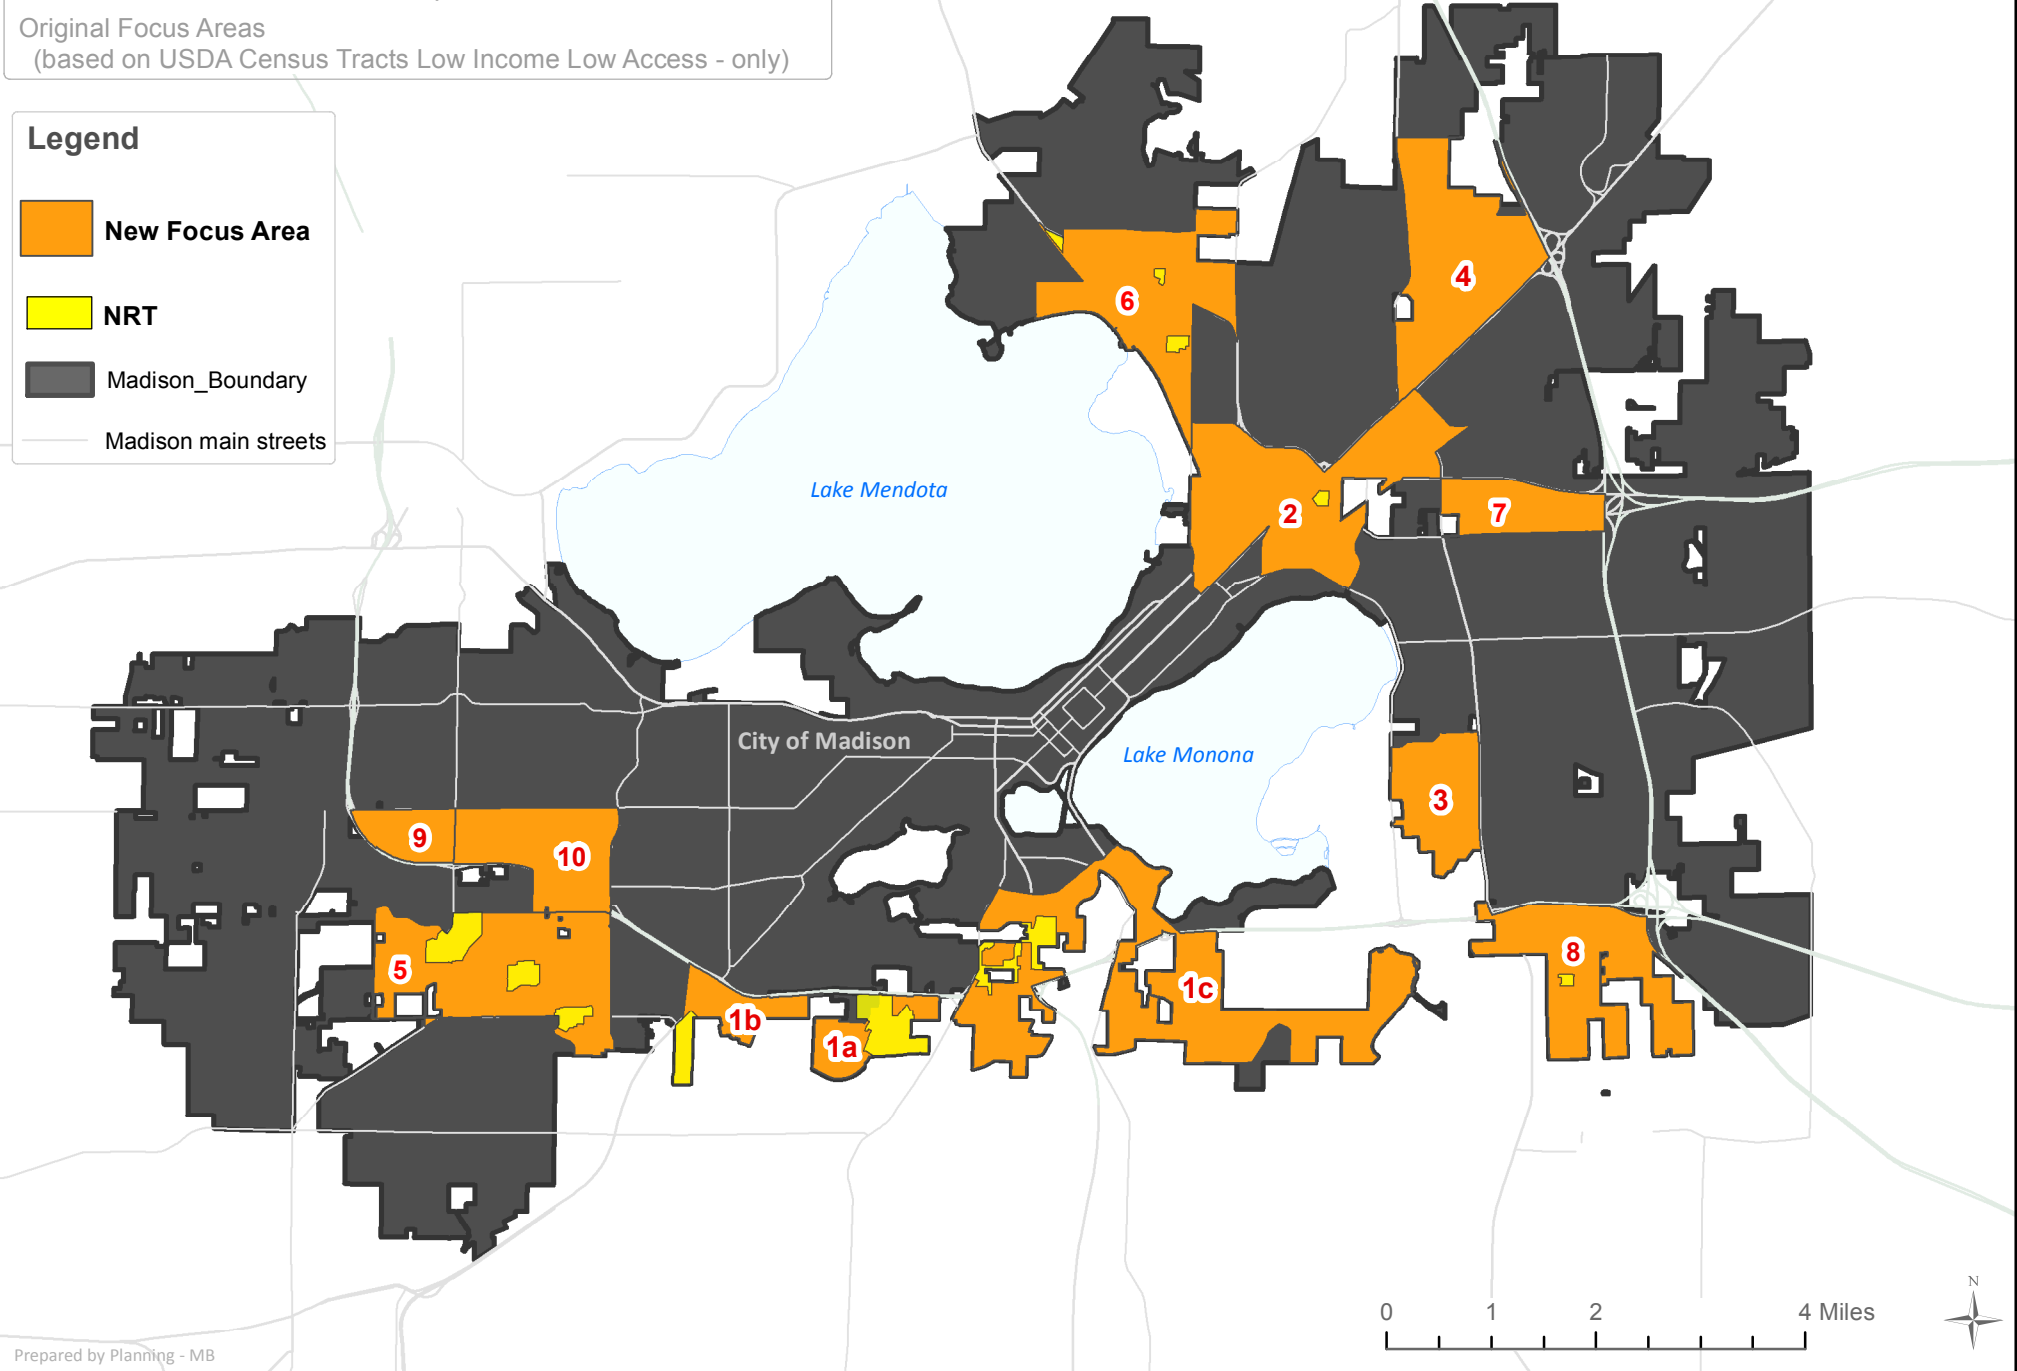 Original Focus Areas
(based on USDA Census Tracts Low Income Low Access - only)
Legend
New Focus Area
NRT
Madison_Boundary
Madison main streets
4
6
Lake Mendota
2
7
City of Madison
Lake Monona
3
9
10
5
8
1c
1b
1a
0 1 2 4 Miles
N
Prepared by Planning - MB